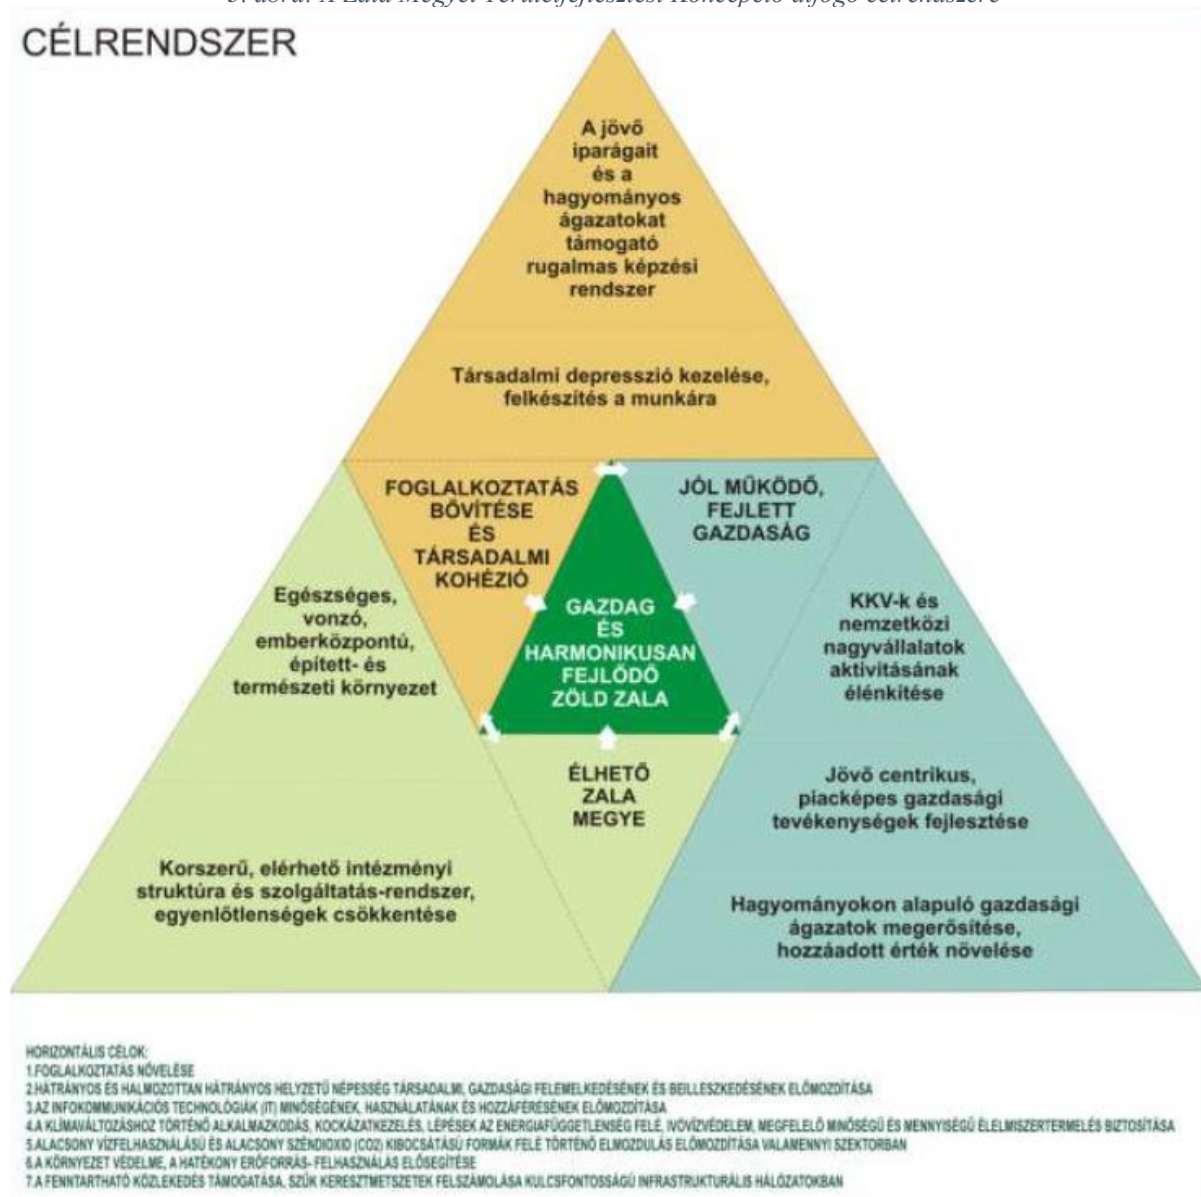 CÉLRENDSZER
A jövő
iparágait
és a
hagyományos
ágazatokat
támogató
rugalmas képzési
rendszer
Társadalmi depresszió kezelése,
felkészítés a munkára
FOGLALKOZTATÁS
BŐVÍTÉSE
ÉS
TÁRSADALMI
KOHÉZIÓ
JÓL MŰKÖDŐ,
FEJLETT
GAZDASÁG
Egészséges,
vonzó,
emberközpontú,
épített- és
természeti környezet
GAZDAG
ÉS
HARMONIKUSAN
FEJLŐDŐ
ZÖLD ZALA
KKV-k és
nemzetközi
nagyvállalatok
aktivitásának
élénkítése
ÉLHETŐ
ZALA
MEGYE
Jövő centrikus,
piacképes gazdasági
tevékenységek fejlesztése
Korszerű, elérhető intézményi
struktúra és szolgáltatás-rendszer,
egyenlőtlenségek csökkentése
Hagyományokon alapuló gazdasági
ágazatok megerősítése,
hozzáadott érték növelése
HORIZONTÁLIS CÉLOK:
1.FOGLALKOZTATÁS NÖVELÉSE
2.HÁTRÁNYOS ÉS HALMOZOTTAN HÁTRÁNYOS HELYZETŰ NÉPESSÉG TÁRSADALMI, GAZDASÁGI FELEMELKEDÉSÉNEK ÉS BEILLESZKEDÉSÉNEK ELŐMOZDÍTÁSA
3.AZ INFOKOMMUNIKÁCIÓS TECHNOLÓGIÁK (IT) MINŐSÉGÉNEK, HASZNÁLATÁNAK ÉS HOZZÁFÉRÉSÉNEK ELŐMOZDÍTÁSA
4.A KLÍMAVÁLTOZÁSHOZ TÖRTÉNŐ ALKALMAZKODÁS, KOCKÁZATKEZELÉS, LÉPÉSEK AZ ENERGIAFÜGGETLENSÉG FELÉ, IVÓVÍZVÉDELEM, MEGFELELŐ MINŐSÉGŰ ÉS MENNYISÉGŰ ÉLELMISZERTERMELÉS BIZTOSÍTÁSA
5.ALACSONY VÍZFELHASZNÁLÁSÚ ÉS ALACSONY SZÉNDIOXID (CO2) KIBOCSÁTÁSÚ FORMÁK FELÉ TÖRTÉNŐ ELMOZDULÁS ELŐMOZDÍTÁSA VALAMENNYI SZEKTORBAN
6.A KÖRNYEZET VÉDELME, A HATÉKONY ERŐFORRÁS- FELHASZNÁLÁS ELŐSEGÍTÉSE
7.A FENNTARTHATÓ KÖZLEKEDÉS TÁMOGATÁSA, SZŰK KERESZTMETSZETEK FELSZÁMOLÁSA KULCSFONTOSSÁGÚ INFRASTRUKTURÁLIS HÁLÓZATOKBAN